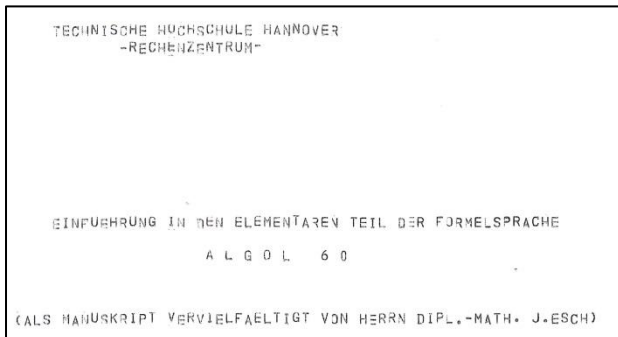 TECHNISCHE HOCHSCHULE HANNOVER
-RECHENZENTRUM-
EINFUEHRUNG IN DEN ELEMENTAREN TEIL DER FORMELSPRACHE
A L G O L 6 0
(ALS MANUSKRIPT VERVIELFAELTIGT VON HERRN DIPL.-MATH. J.ESCH)